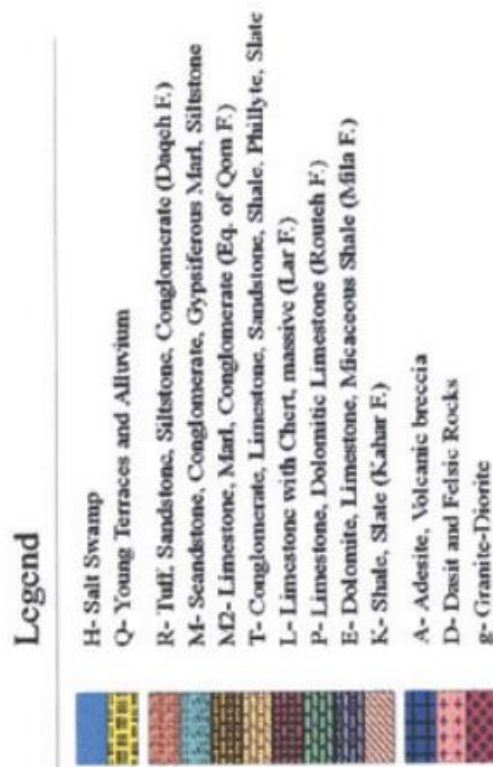 Legend
H- Salt Swamp
Q- Young Terraces and Alluvium
R- Tuff, Sandstone, Siltstone, Conglomerate (Daqeh F.)
M- Seandstone, Conglomerate, Gypsiferous Marl, Siltstone
M2- Limestone, Marl, Conglomerate (Eq. of Qom F.)
T- Conglomerate, Limestone, Sandstone, Shale, Phillyte, Slate
L- Limestone with Chert, massive (Lar F.)
P- Limestone, Dolomitic Limestone (Routeh F.)
E- Dolomite, Limestone, Micaceous Shale (Mila F.)
K- Shale, Slate (Kahar F.)
A- Adesite, Volcanic breccia
D- Dasit and Felsic Rocks
g- Granite-Diorite